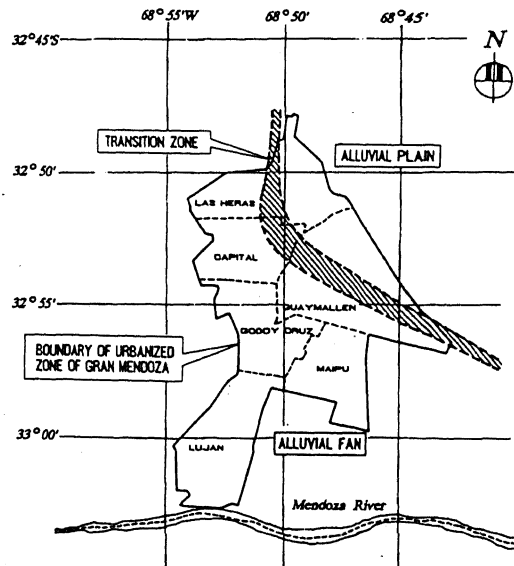 68°55'W 68°50' 68°45'
32°45'S
N
TRANSITION ZONE
ALLUVIAL PLAIN
32°50'
LAS HERAS
CAPITAL
32°55'
GUAYMALLEN
GODOY CRUZ
BOUNDARY OF URBANIZED
ZONE OF GRAN MENDOZA
MAIPU
33°00'
LUJAN
ALLUVIAL FAN
Mendoza River